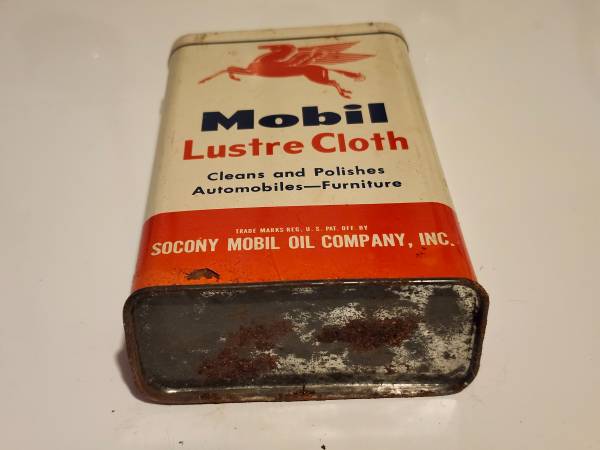 Mobil
Lustre Cloth
Cleans and Polishes
Automobiles—Furniture
TRADE MARKS REG. U. S. PAT. OFF. BY
SOCONY MOBIL OIL COMPANY, INC.